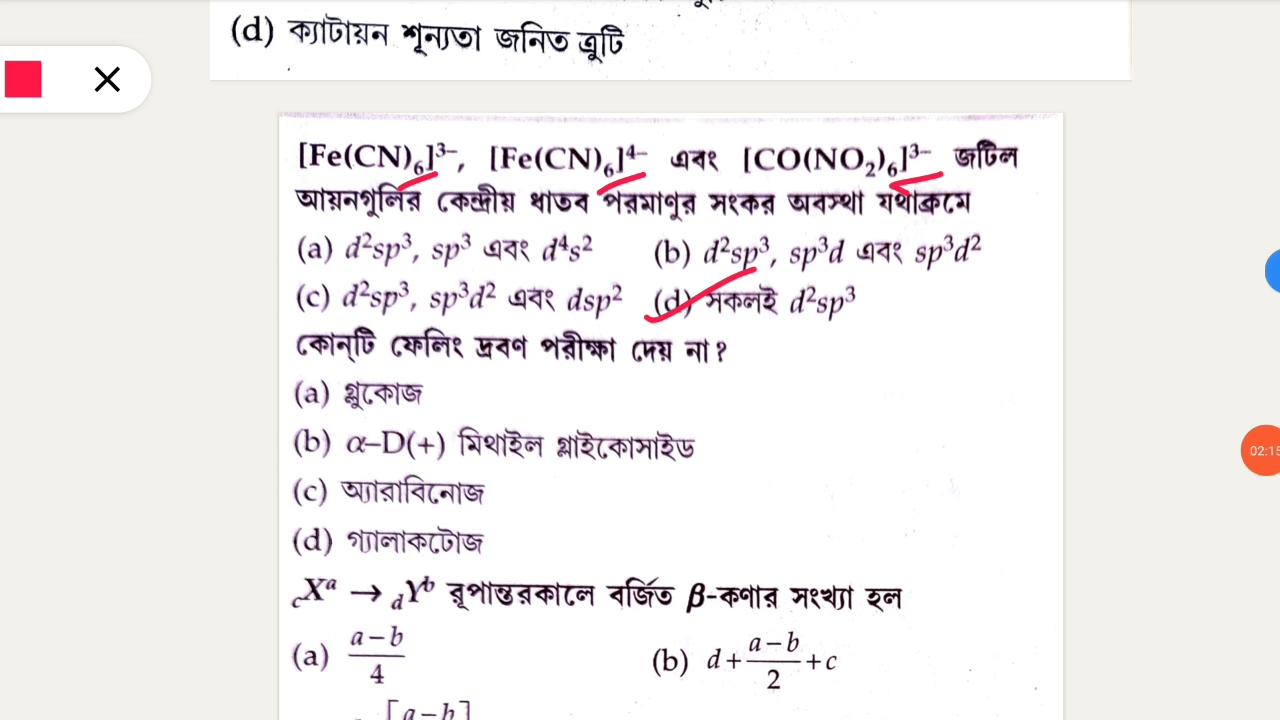 (d) ক্যাটায়ন শূন্যতা জনিত ত্রুটি
[Fe(CN)₆]³⁻, [Fe(CN)₆]⁴⁻ এবং [CO(NO₂)₆]³⁻ জটিল
আয়নগুলির কেন্দ্রীয় ধাতব পরমাণুর সংকর অবস্থা যথাক্রমে
(a) d²sp³, sp³ এবং d⁴s² (b) d²sp³, sp³d এবং sp³d²
(c) d²sp³, sp³d² এবং dsp² (d) সকলই d²sp³
কোন্‌টি ফেলিং দ্রবণ পরীক্ষা দেয় না?
(a) গ্লুকোজ
(b) α–D(+) মিথাইল গ্লাইকোসাইড
(c) অ্যারাবিনোজ
(d) গ্যালাকটোজ
02:15
cXᵃ → dYᵇ রূপান্তরকালে বর্জিত β-কণার সংখ্যা হল
(a) a – b / 4 (b) d + a – b / 2 + c
[a – b]